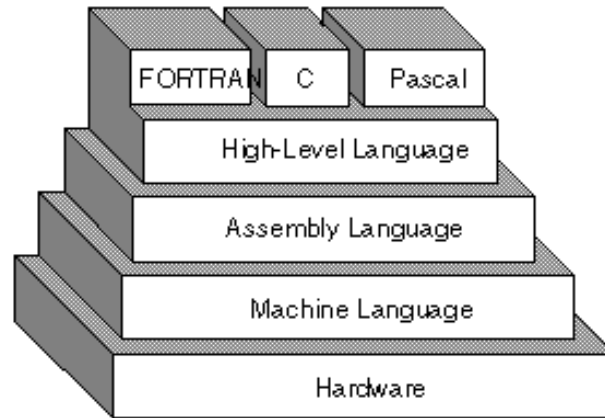 FORTRAN C Pascal
High-Level Language
Assembly Language
Machine Language
Hardware